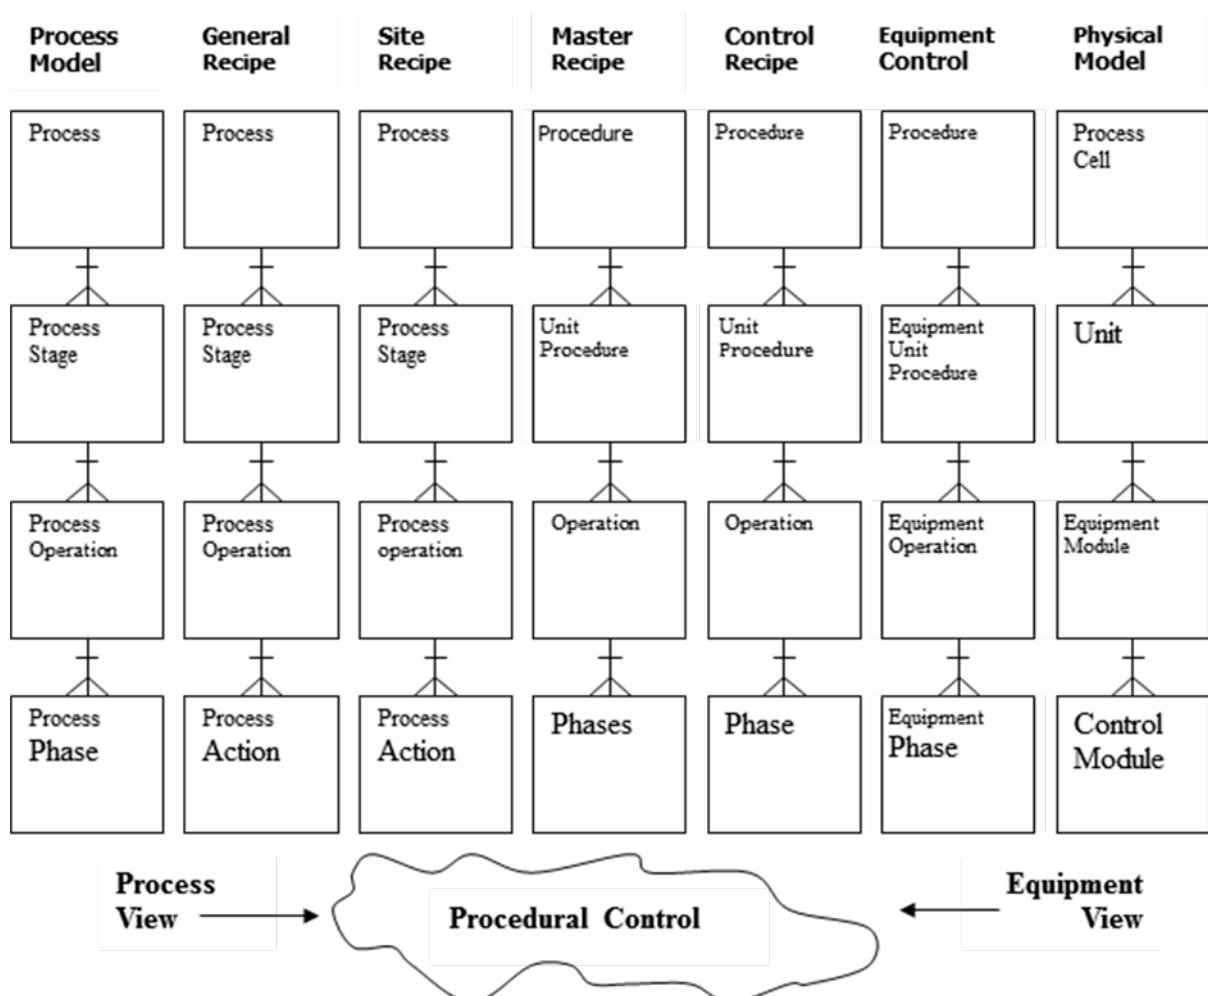 Process
Model
General
Recipe
Site
Recipe
Master
Recipe
Control
Recipe
Equipment
Control
Physical
Model
Process
Process
Process
Procedure
Procedure
Procedure
Process
Cell
Process
Stage
Process
Stage
Process
Stage
Unit
Procedure
Unit
Procedure
Equipment
Unit
Procedure
Unit
Process
Operation
Process
Operation
Process
operation
Operation
Operation
Equipment
Operation
Equipment
Module
Process
Phase
Process
Action
Process
Action
Phases
Phase
Equipment
Phase
Control
Module
Process
View
Procedural Control
Equipment
View